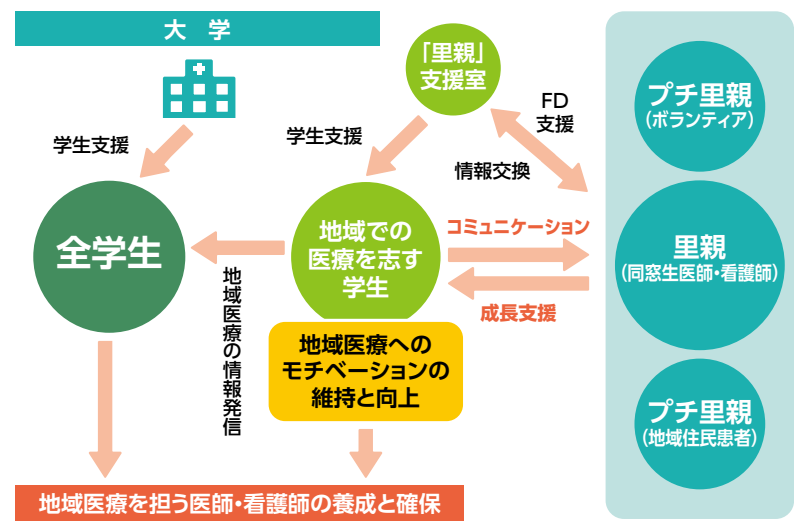 大学
「里親」
支援室
FD
支援
学生支援
学生支援
情報交換
プチ里親
(ボランティア)
全学生
地域での
医療を志す
学生
コミュニケーション
成長支援
里親
(同窓生医師・看護師)
地域医療の情報発信
地域医療への
モチベーションの
維持と向上
プチ里親
(地域住民患者)
地域医療を担う医師・看護師の養成と確保